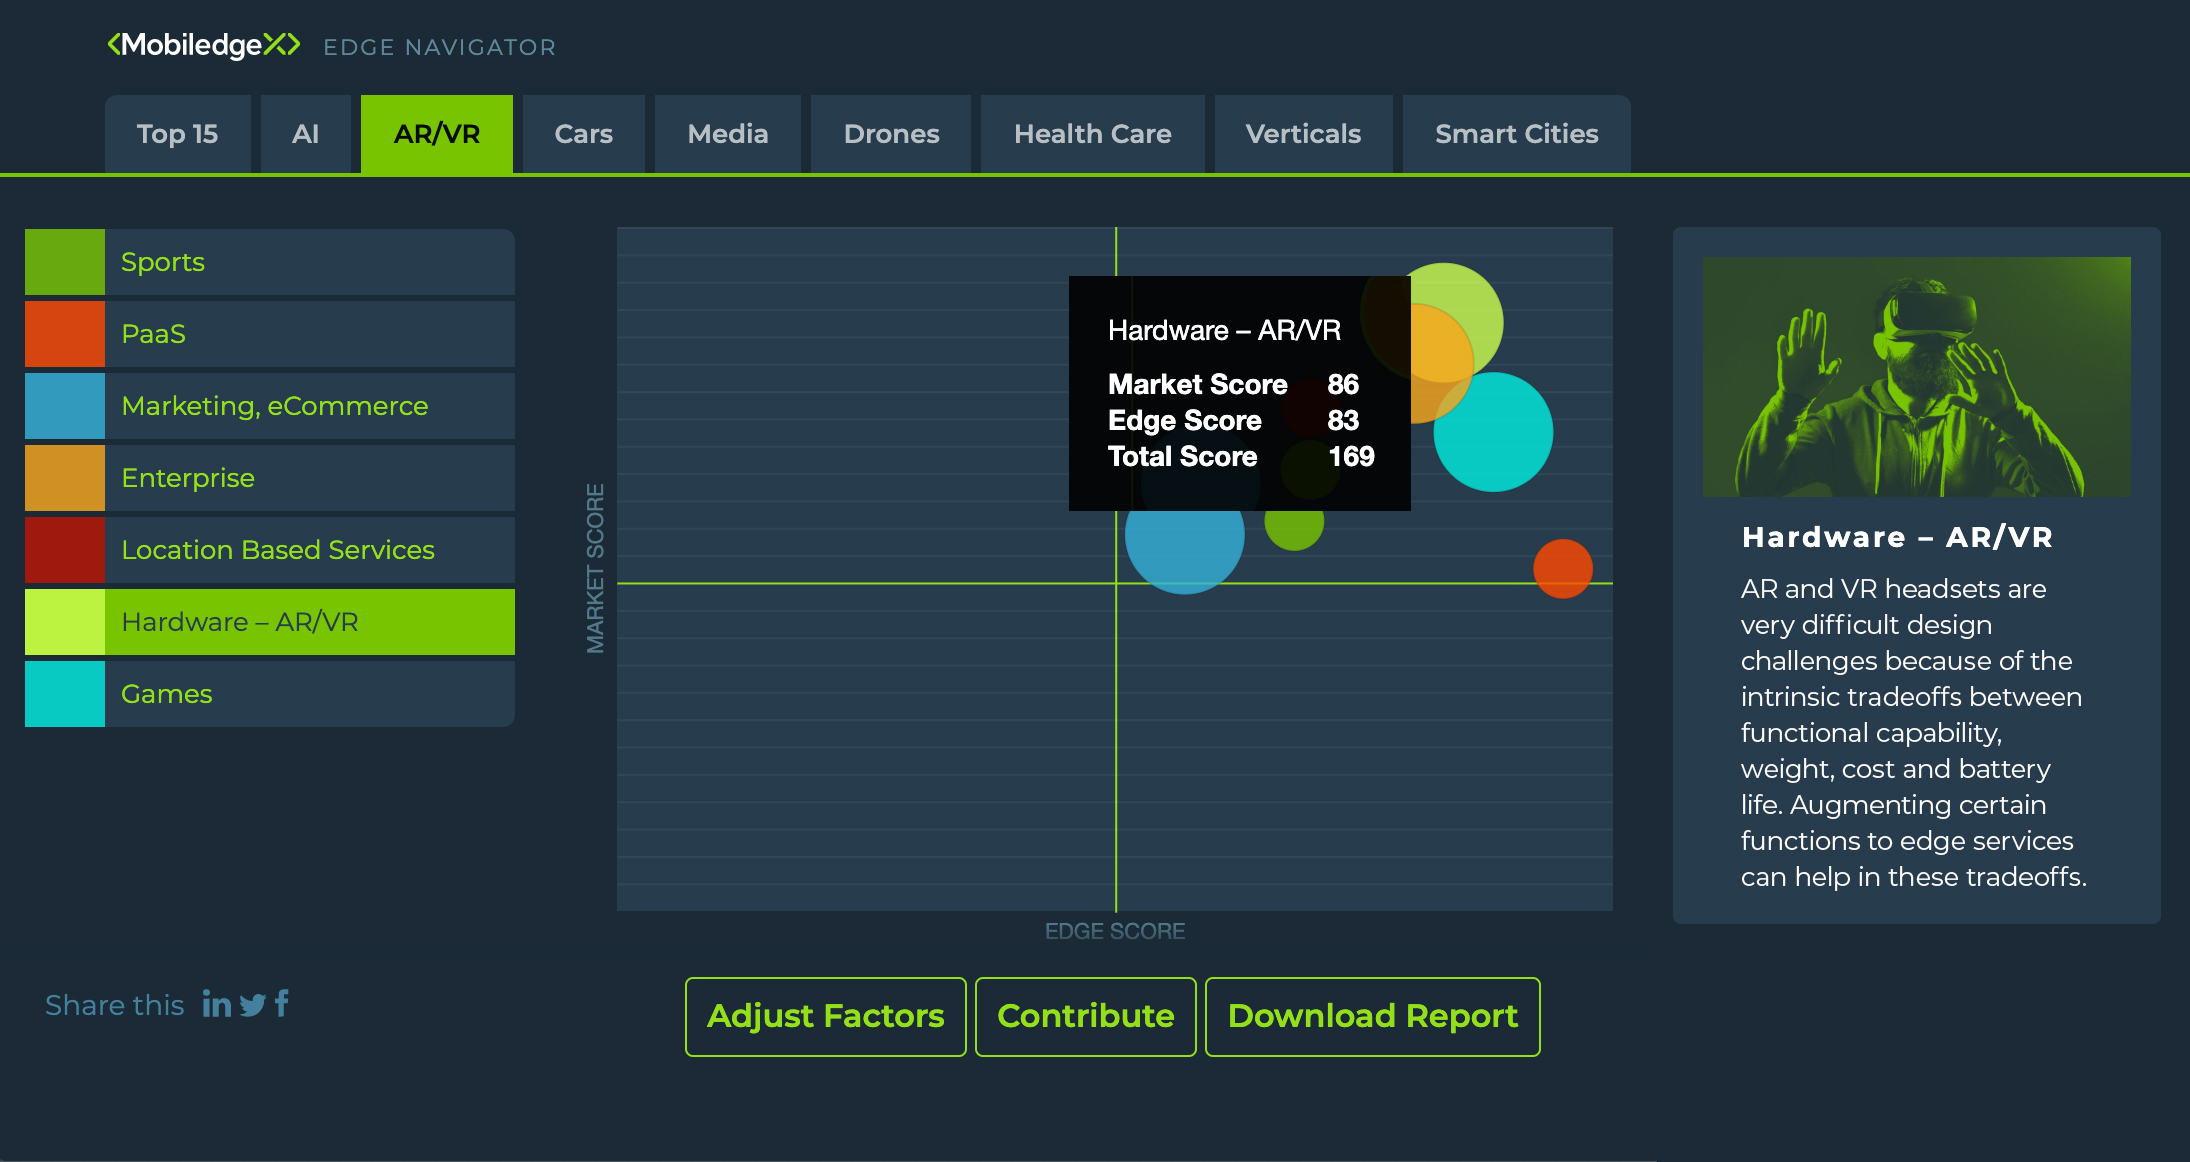 <MobiledgeX> EDGE NAVIGATOR
Top 15 AI AR/VR Cars Media Drones Health Care Verticals Smart Cities
Sports
PaaS
Marketing, eCommerce
Enterprise
Location Based Services
Hardware – AR/VR
Games
MARKET SCORE
Hardware – AR/VR
Market Score 86
Edge Score 83
Total Score 169
EDGE SCORE
Hardware – AR/VR
AR and VR headsets are
very difficult design
challenges because of the
intrinsic tradeoffs between
functional capability,
weight, cost and battery
life. Augmenting certain
functions to edge services
can help in these tradeoffs.
Share this in f
Adjust Factors Contribute Download Report